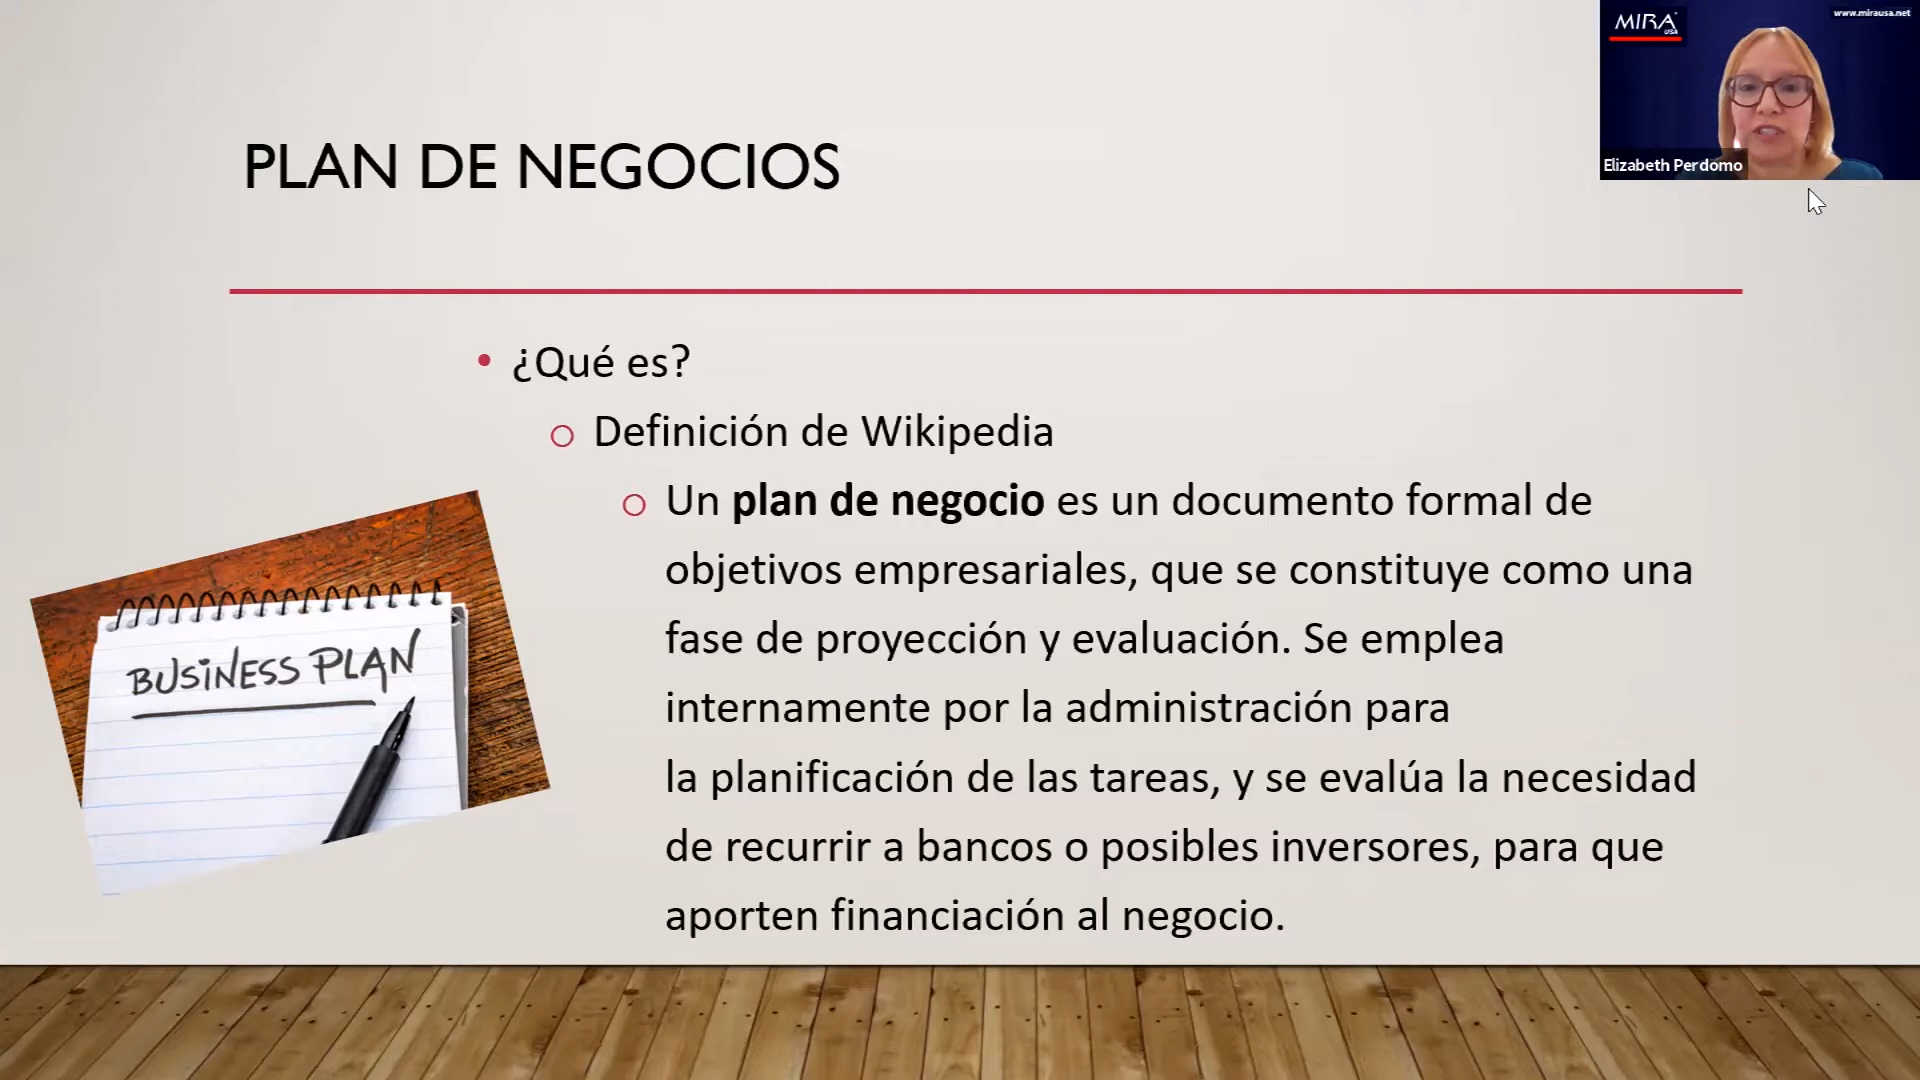 MIRA
USA
www.mirausa.net
Elizabeth Perdomo
PLAN DE NEGOCIOS
• ¿Qué es?
o Definición de Wikipedia
o Un plan de negocio es un documento formal de
objetivos empresariales, que se constituye como una
fase de proyección y evaluación. Se emplea
internamente por la administración para
la planificación de las tareas, y se evalúa la necesidad
de recurrir a bancos o posibles inversores, para que
aporten financiación al negocio.
BUSINESS PLAN